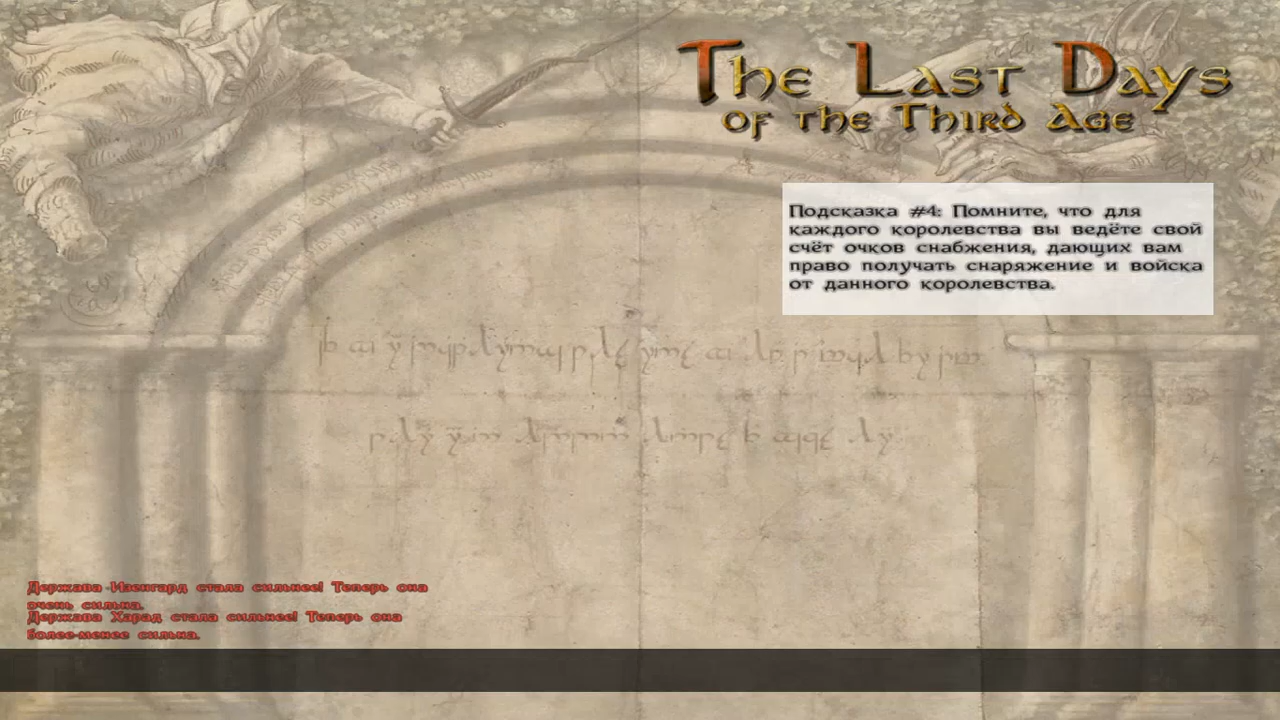 The Last Days
of the Third Age
Подсказка #4: Помните, что для
каждого королевства вы ведёте свой
счёт очков снабжения, дающих вам
право получать снаряжение и войска
от данного королевства.
Держава Изенгард стала сильнее! Теперь она
очень сильна.
Держава Харад стала сильнее! Теперь она
более-менее сильна.